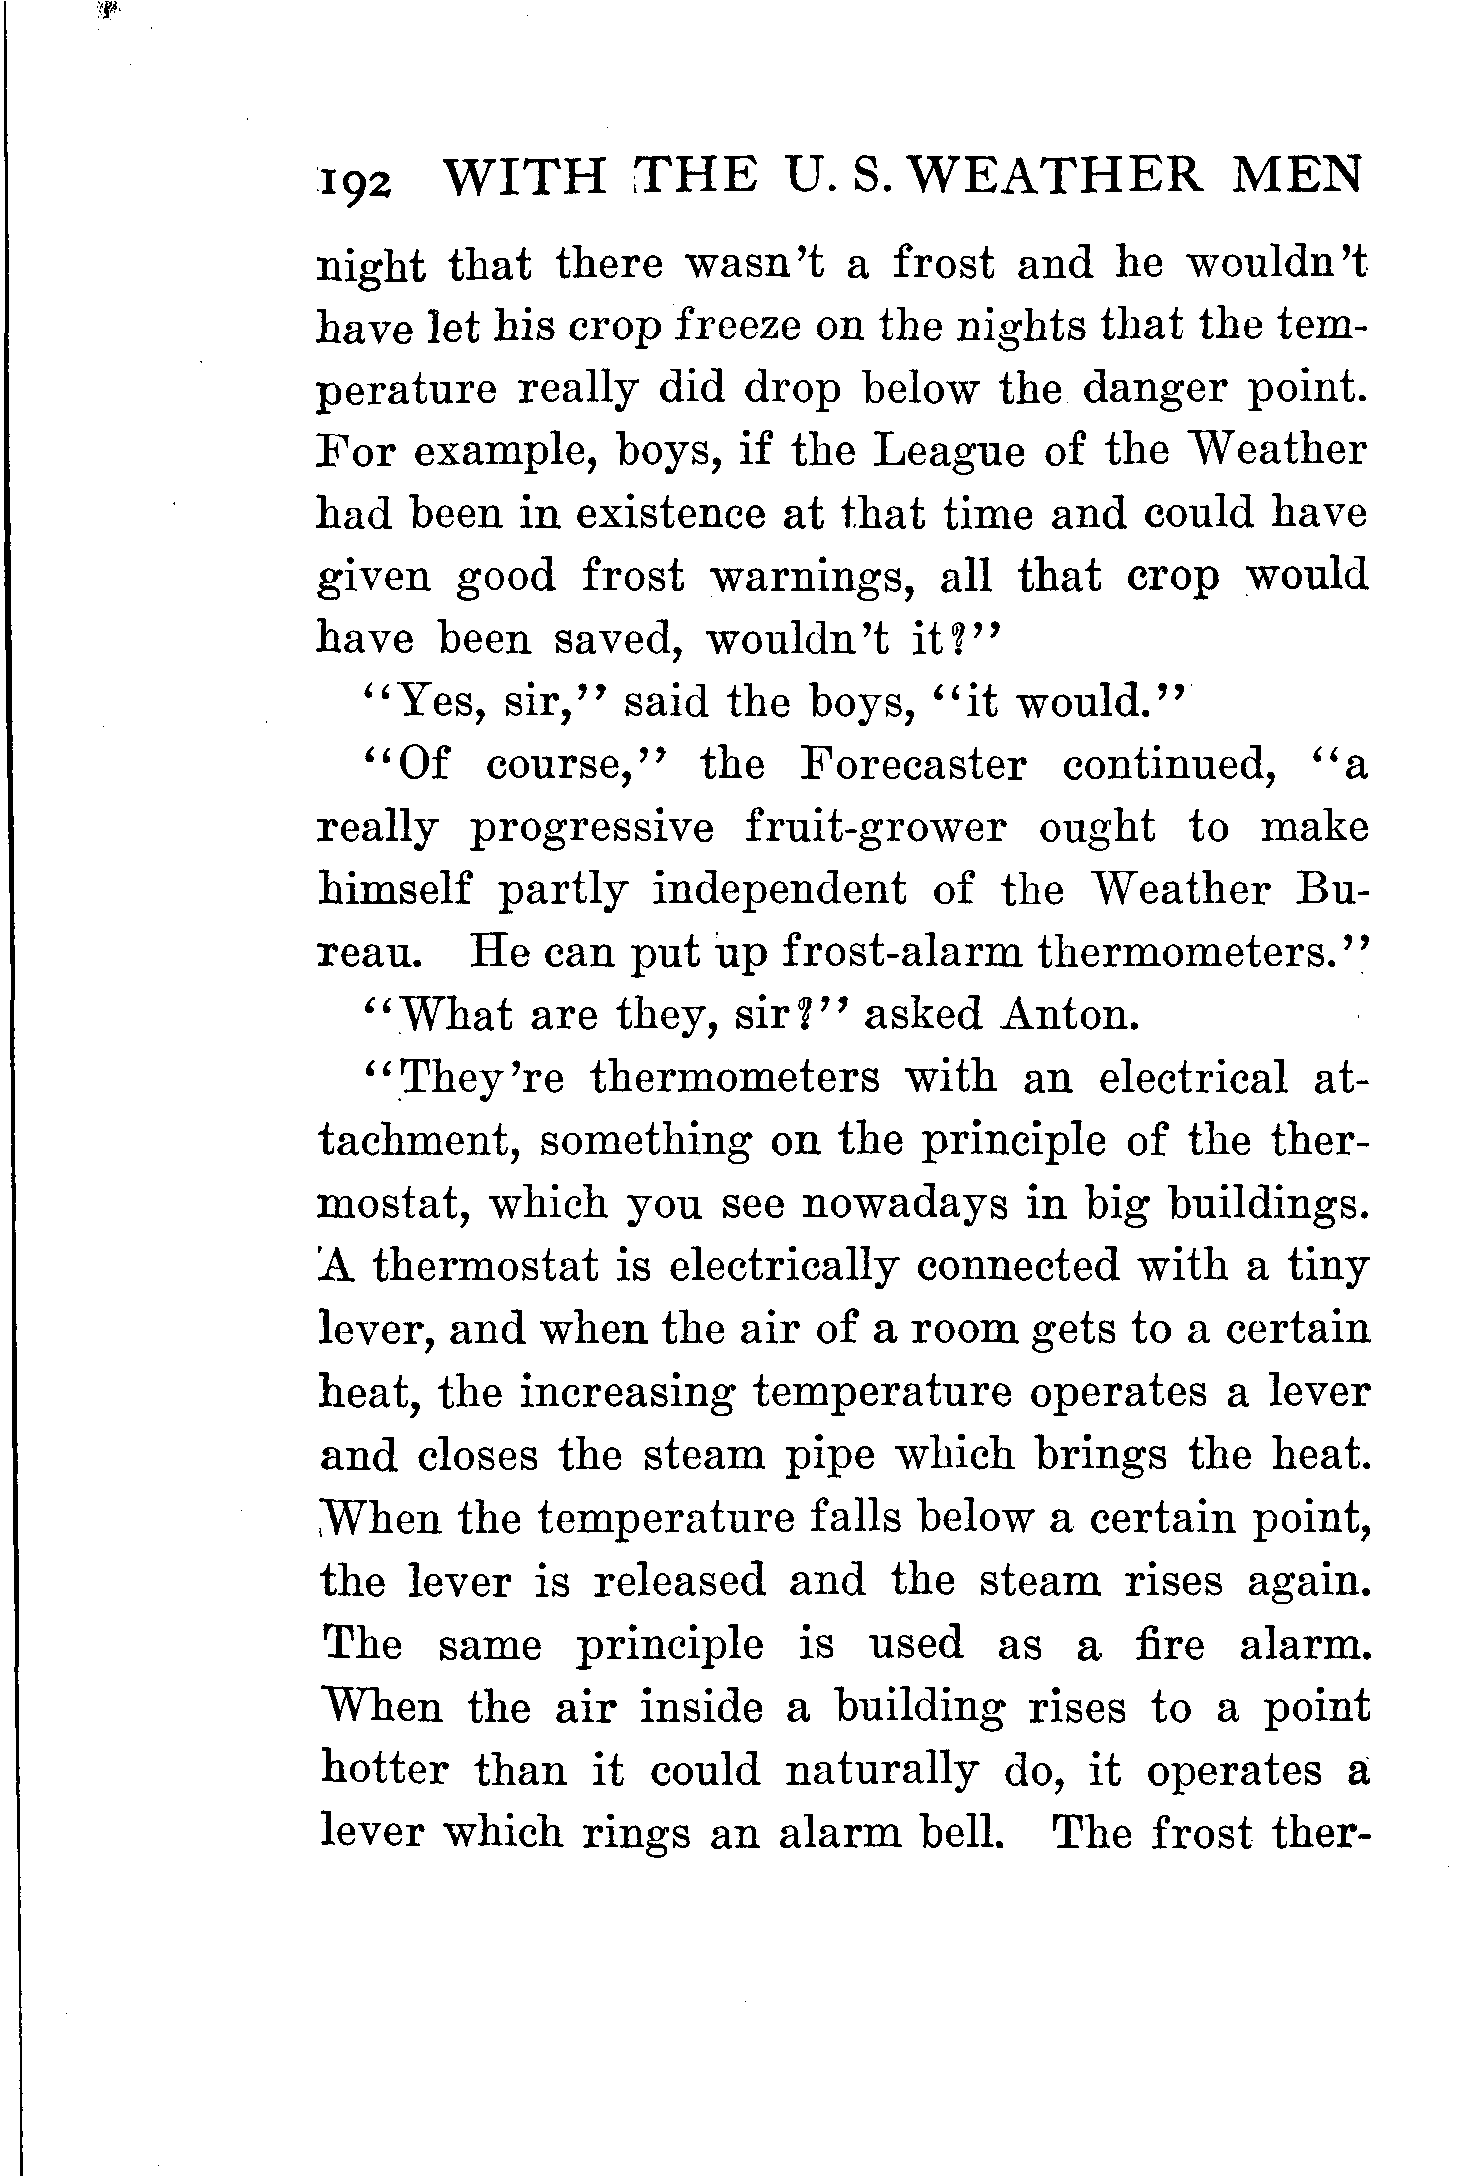 192 WITH THE U. S. WEATHER MEN
night that there wasn't a frost and he wouldn't
have let his crop freeze on the nights that the tem-
perature really did drop below the danger point.
For example, boys, if the League of the Weather
had been in existence at that time and could have
given good frost warnings, all that crop would
have been saved, wouldn't it?"
"Yes, sir," said the boys, "it would."
"Of course," the Forecaster continued, "a
really progressive fruit-grower ought to make
himself partly independent of the Weather Bu-
reau. He can put up frost-alarm thermometers."
"What are they, sir?" asked Anton.
"They're thermometers with an electrical at-
tachment, something on the principle of the ther-
mostat, which you see nowadays in big buildings.
A thermostat is electrically connected with a tiny
lever, and when the air of a room gets to a certain
heat, the increasing temperature operates a lever
and closes the steam pipe which brings the heat.
When the temperature falls below a certain point,
the lever is released and the steam rises again.
The same principle is used as a fire alarm.
When the air inside a building rises to a point
hotter than it could naturally do, it operates a
lever which rings an alarm bell. The frost ther-